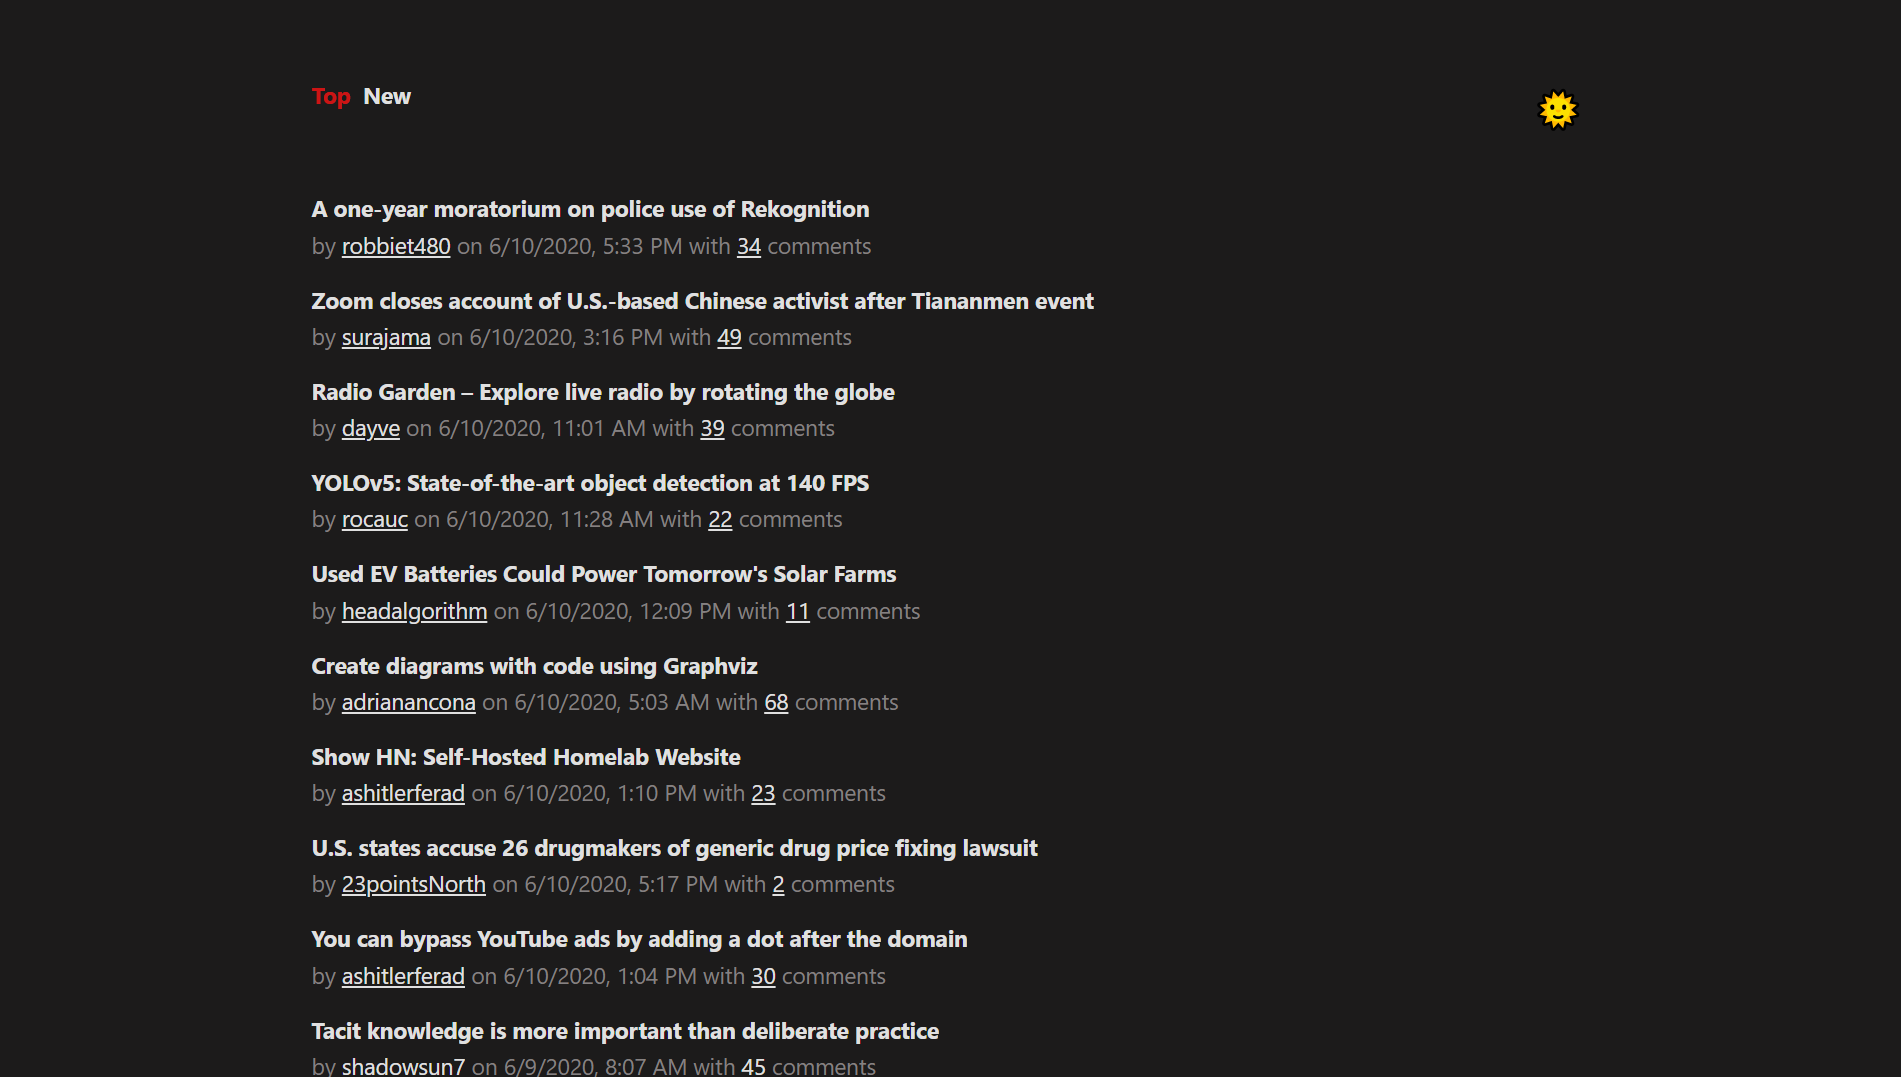 Top New
A one-year moratorium on police use of Rekognition
by robbiet480 on 6/10/2020, 5:33 PM with 34 comments
Zoom closes account of U.S.-based Chinese activist after Tiananmen event
by surajama on 6/10/2020, 3:16 PM with 49 comments
Radio Garden – Explore live radio by rotating the globe
by dayve on 6/10/2020, 11:01 AM with 39 comments
YOLOv5: State-of-the-art object detection at 140 FPS
by rocauc on 6/10/2020, 11:28 AM with 22 comments
Used EV Batteries Could Power Tomorrow's Solar Farms
by headalgorithm on 6/10/2020, 12:09 PM with 11 comments
Create diagrams with code using Graphviz
by adrianancona on 6/10/2020, 5:03 AM with 68 comments
Show HN: Self-Hosted Homelab Website
by ashitlerferad on 6/10/2020, 1:10 PM with 23 comments
U.S. states accuse 26 drugmakers of generic drug price fixing lawsuit
by 23pointsNorth on 6/10/2020, 5:17 PM with 2 comments
You can bypass YouTube ads by adding a dot after the domain
by ashitlerferad on 6/10/2020, 1:04 PM with 30 comments
Tacit knowledge is more important than deliberate practice
by shadowsun7 on 6/9/2020, 8:07 AM with 45 comments